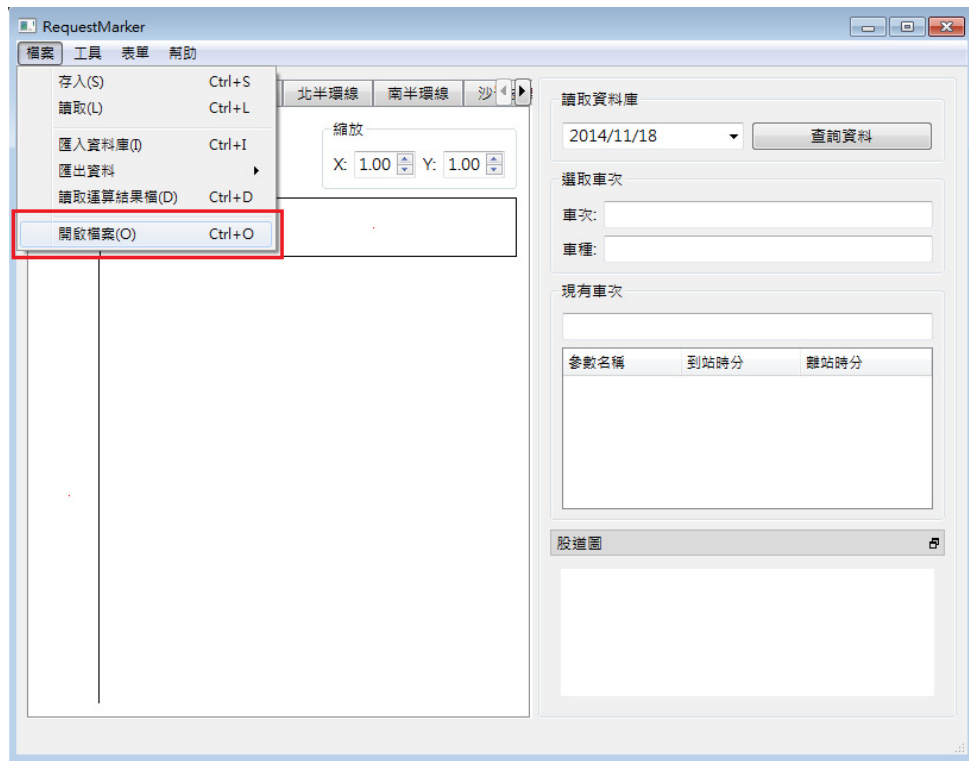 RequestMarker
檔案 工具 表單 幫助
存入(S) Ctrl+S
讀取(L) Ctrl+L
匯入資料庫(I) Ctrl+I
匯出資料
讀取運算結果檔(D) Ctrl+D
開啟檔案(O) Ctrl+O
北半環線 南半環線 沙
縮放
X: 1.00 Y: 1.00
讀取資料庫
2014/11/18 查詢資料
選取車次
車次:
車種:
現有車次
參數名稱 到站時分 離站時分
股道圖